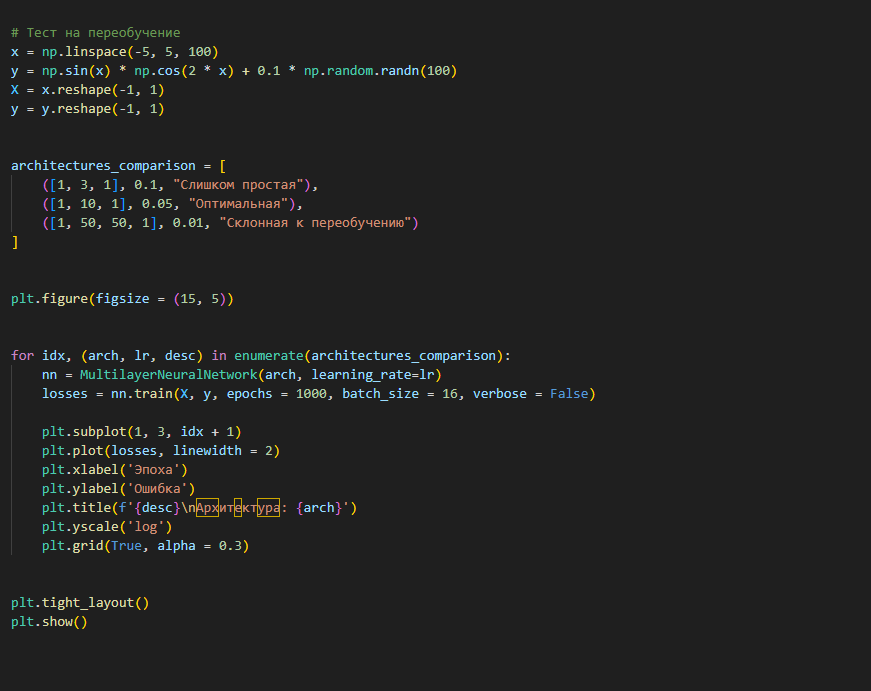 # Тест на переобучение
x = np.linspace(-5, 5, 100)
y = np.sin(x) * np.cos(2 * x) + 0.1 * np.random.randn(100)
X = x.reshape(-1, 1)
y = y.reshape(-1, 1)
architectures_comparison = [
    ([1, 3, 1], 0.1, "Слишком простая"),
    ([1, 10, 1], 0.05, "Оптимальная"),
    ([1, 50, 50, 1], 0.01, "Склонная к переобучению")
]
plt.figure(figsize = (15, 5))
for idx, (arch, lr, desc) in enumerate(architectures_comparison):
    nn = MultilayerNeuralNetwork(arch, learning_rate=lr)
    losses = nn.train(X, y, epochs = 1000, batch_size = 16, verbose = False)
    plt.subplot(1, 3, idx + 1)
    plt.plot(losses, linewidth = 2)
    plt.xlabel('Эпоха')
    plt.ylabel('Ошибка')
    plt.title(f'{desc}\nАрхитектура: {arch}')
    plt.yscale('log')
    plt.grid(True, alpha = 0.3)
plt.tight_layout()
plt.show()